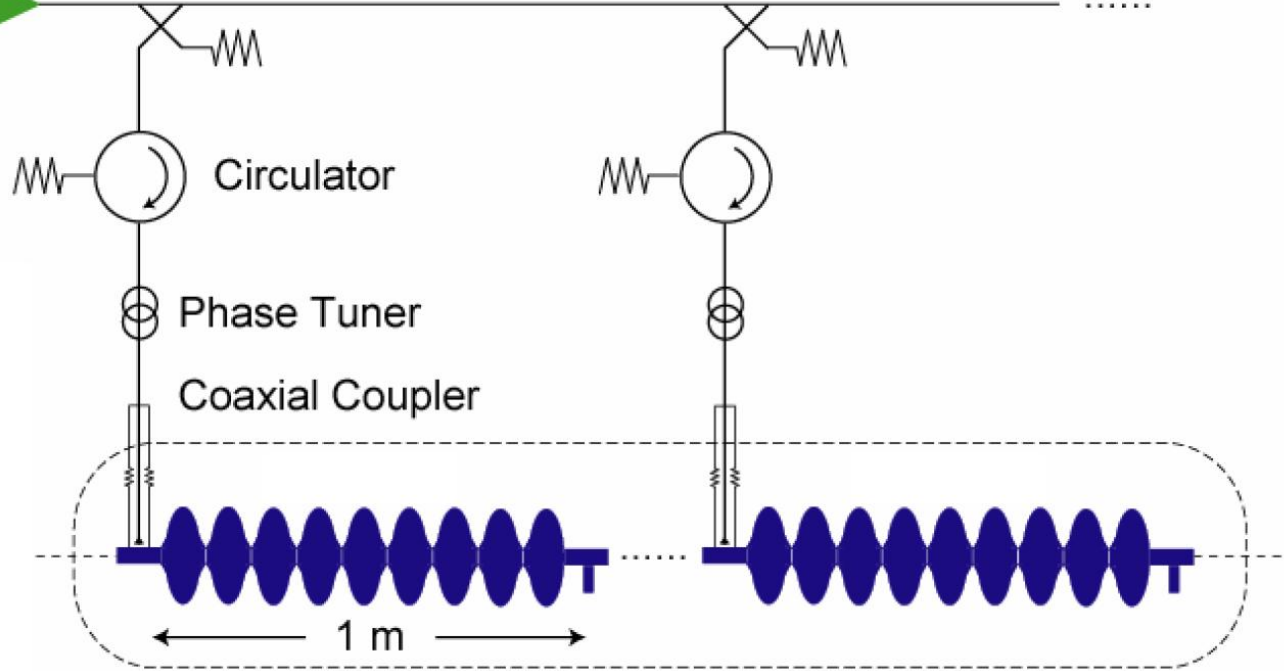 ......
Circulator
Phase Tuner
Coaxial Coupler
......
1 m